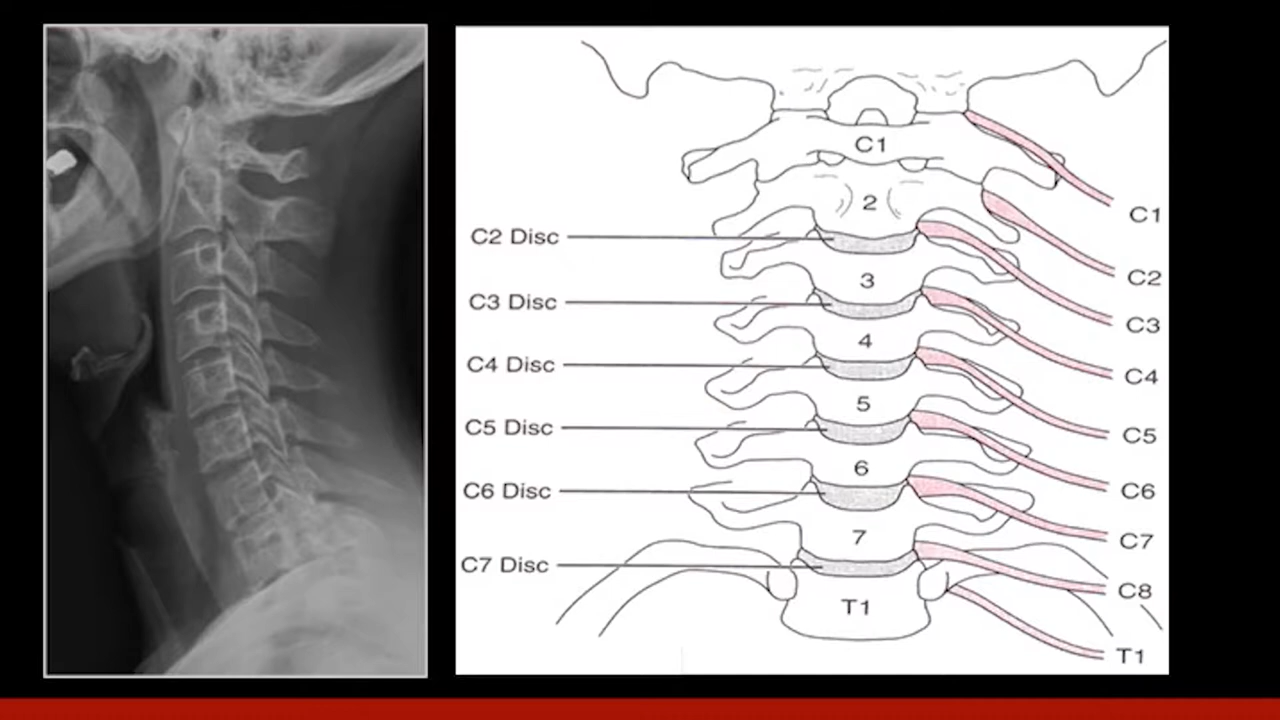 C1
2
C2 Disc
3
C3 Disc
4
C4 Disc
5
C5 Disc
6
C6 Disc
7
C7 Disc
T1
C1
C2
C3
C4
C5
C6
C7
C8
T1